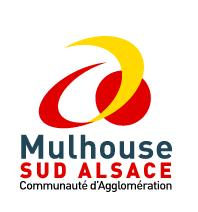 Mulhouse
SUD ALSACE
Communauté d'Agglomération